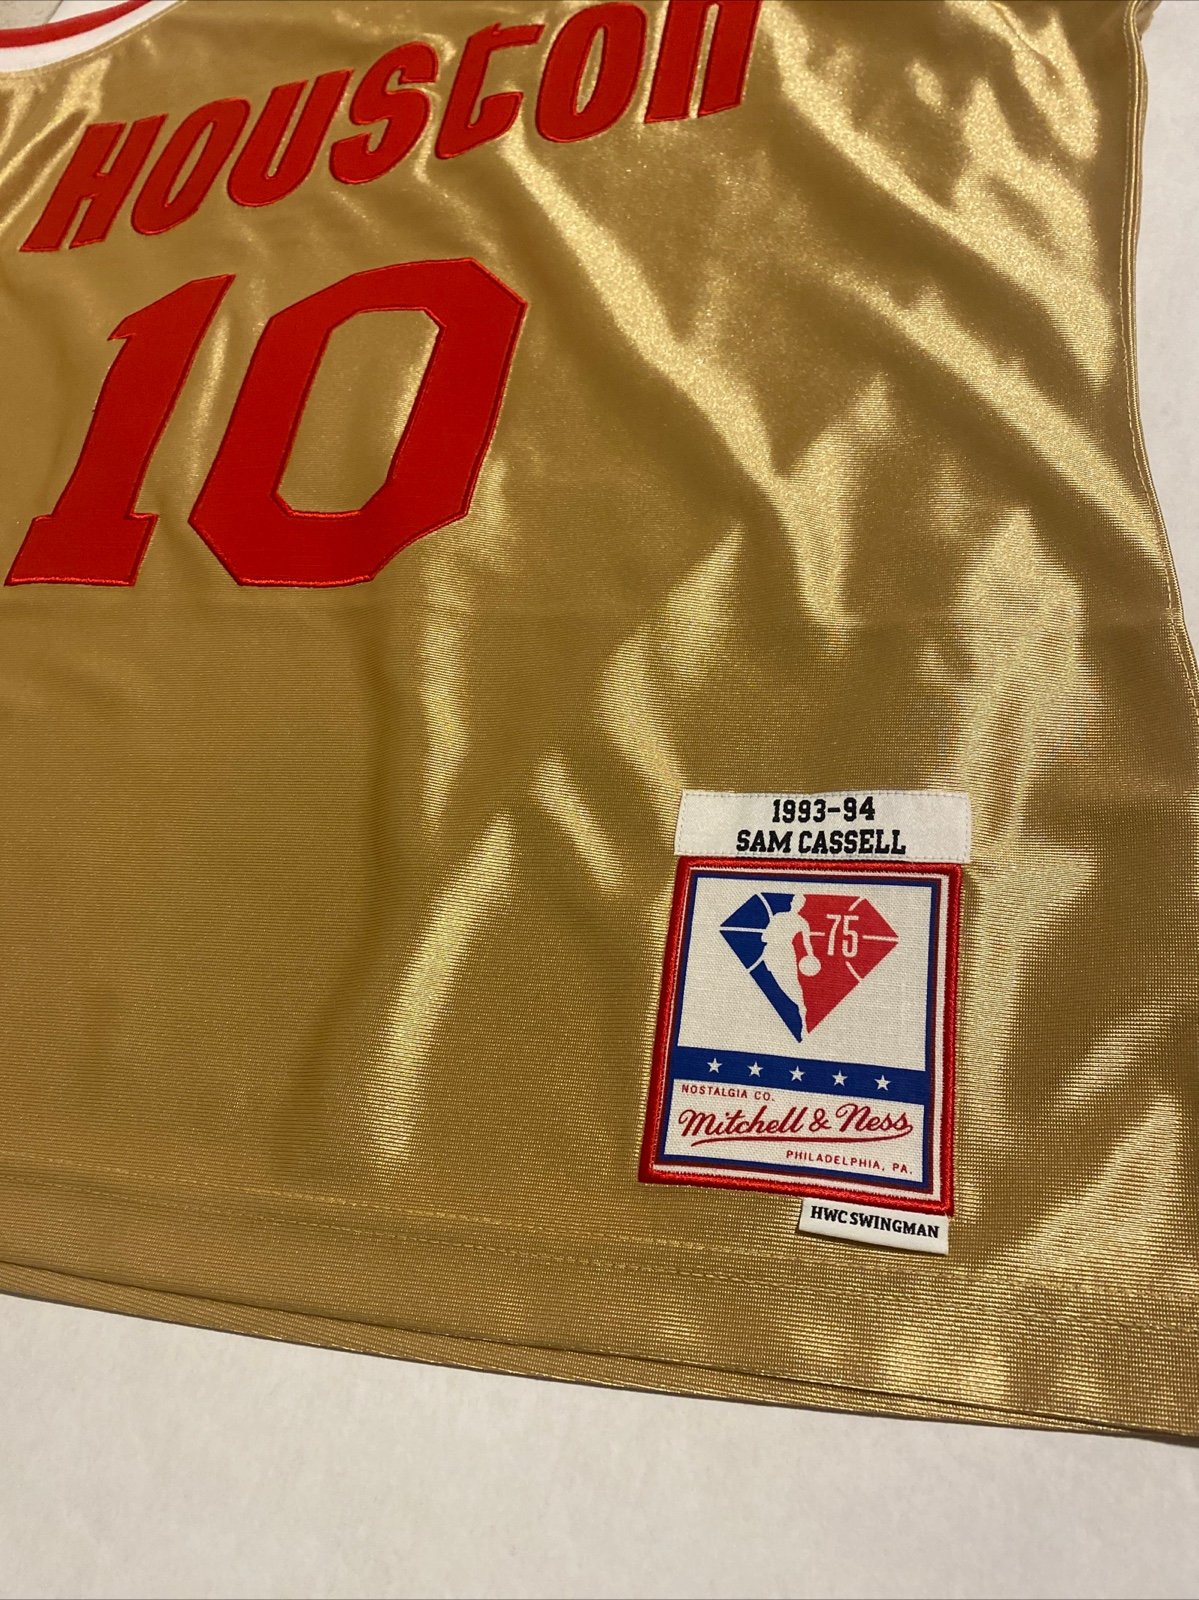 HOUSTON
10
1993-94
SAM CASSELL
75
NOSTALGIA CO.
Mitchell & Ness
PHILADELPHIA, PA.
HWC SWINGMAN